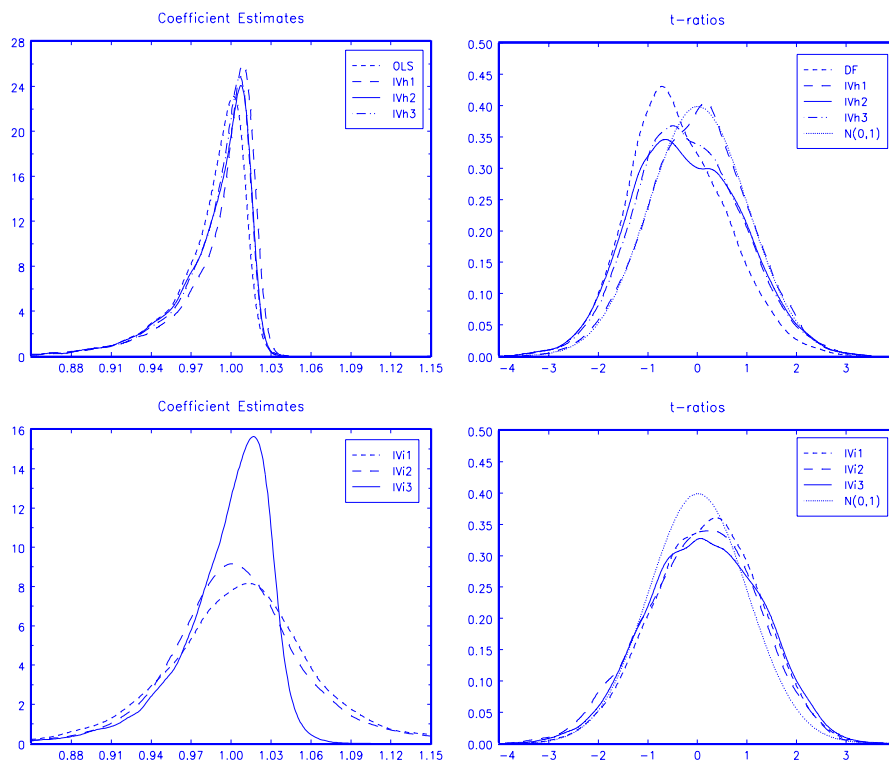 Coefficient Estimates
28
24
20
16
12
8
4
0
0.88 0.91 0.94 0.97 1.00 1.03 1.06 1.09 1.12 1.15
OLS
IVh1
IVh2
IVh3
t-ratios
0.50
0.45
0.40
0.35
0.30
0.25
0.20
0.15
0.10
0.05
0.00
-4 -3 -2 -1 0 1 2 3
DF
IVh1
IVh2
IVh3
N(0,1)
Coefficient Estimates
16
14
12
10
8
6
4
2
0
0.88 0.91 0.94 0.97 1.00 1.03 1.06 1.09 1.12 1.15
IVi1
IVi2
IVi3
t-ratios
0.50
0.45
0.40
0.35
0.30
0.25
0.20
0.15
0.10
0.05
0.00
-4 -3 -2 -1 0 1 2 3
IVi1
IVi2
IVi3
N(0,1)